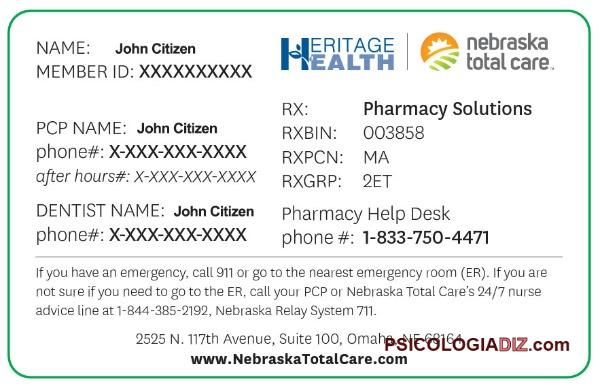 NAME: John Citizen
MEMBER ID: XXXXXXXXXX
HERITAGE
HEALTH
nebraska
total care™
PCP NAME: John Citizen
phone#: X-XXX-XXX-XXXX
after hours#: X-XXX-XXX-XXXX
DENTIST NAME: John Citizen
phone#: X-XXX-XXX-XXXX
RX: Pharmacy Solutions
RXBIN: 003858
RXPCN: MA
RXGRP: 2ET
Pharmacy Help Desk
phone #: 1-833-750-4471
If you have an emergency, call 911 or go to the nearest emergency room (ER). If you are
not sure if you need to go to the ER, call your PCP or Nebraska Total Care's 24/7 nurse
advice line at 1-844-385-2192, Nebraska Relay System 711.
2525 N. 117th Avenue, Suite 100, Omaha, NE 68164
PSICOLOGIADIZ.com
www.NebraskaTotalCare.com